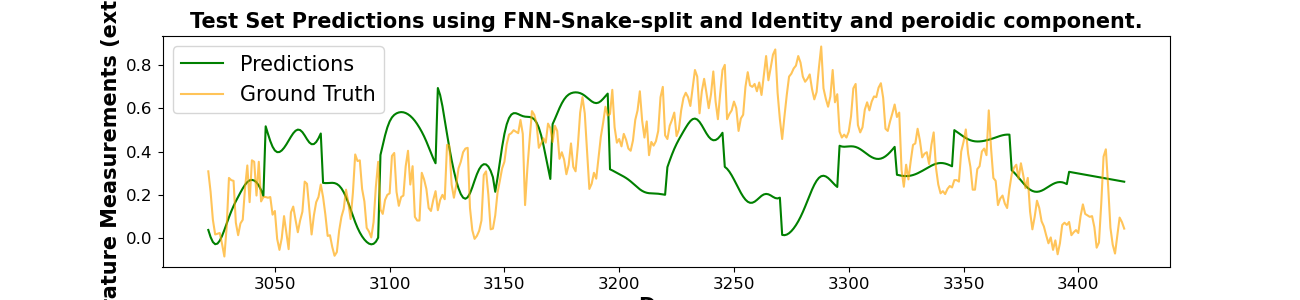 Test Set Predictions using FNN-Snake-split and Identity and peroidic component.
Measurements (ext
Predictions
Ground Truth
0.8
0.6
0.4
0.2
0.0
3050 3100 3150 3200 3250 3300 3350 3400